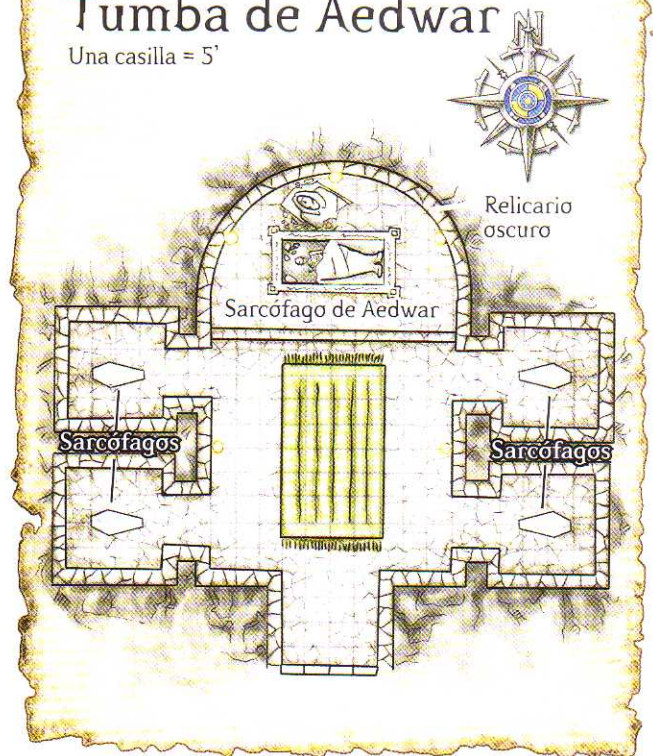 Tumba de Aedwar
Una casilla = 5'
N
Relicario
oscuro
Sarcófago de Aedwar
Sarcófagos
Sarcófagos